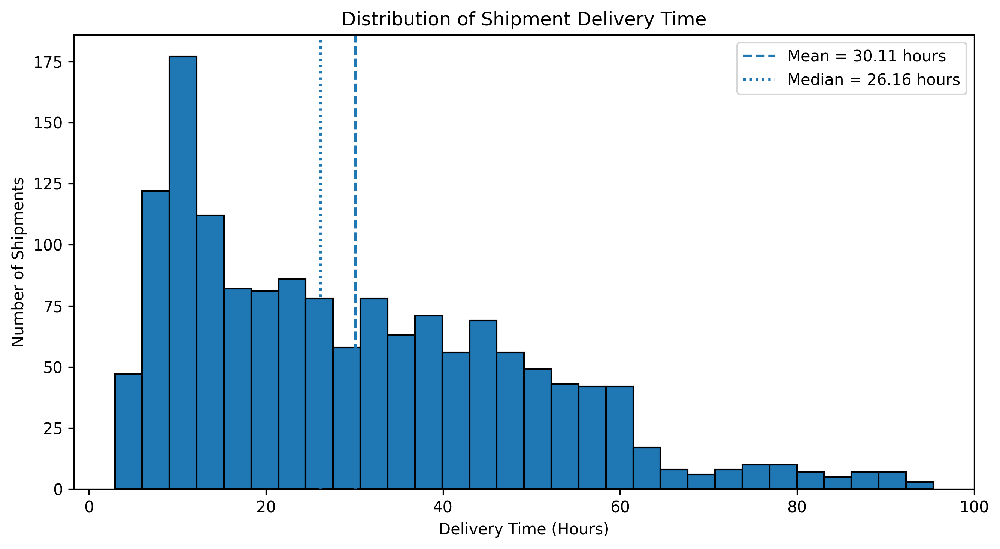 Distribution of Shipment Delivery Time
Mean = 30.11 hours
Median = 26.16 hours
Number of Shipments
175
150
125
100
75
50
25
0
0 20 40 60 80 100
Delivery Time (Hours)